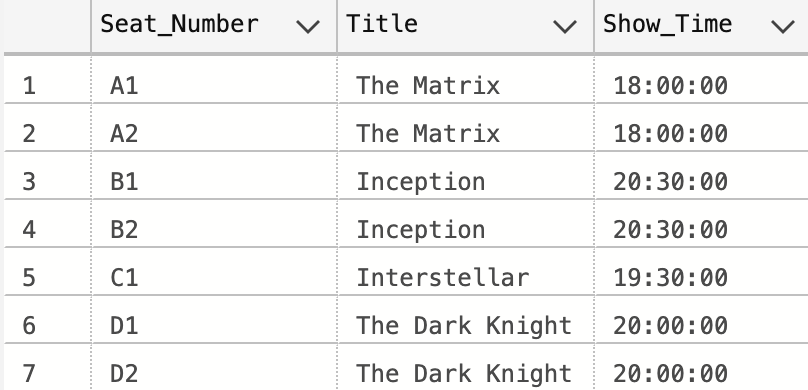 Seat_Number Title Show_Time
1 A1 The Matrix 18:00:00
2 A2 The Matrix 18:00:00
3 B1 Inception 20:30:00
4 B2 Inception 20:30:00
5 C1 Interstellar 19:30:00
6 D1 The Dark Knight 20:00:00
7 D2 The Dark Knight 20:00:00